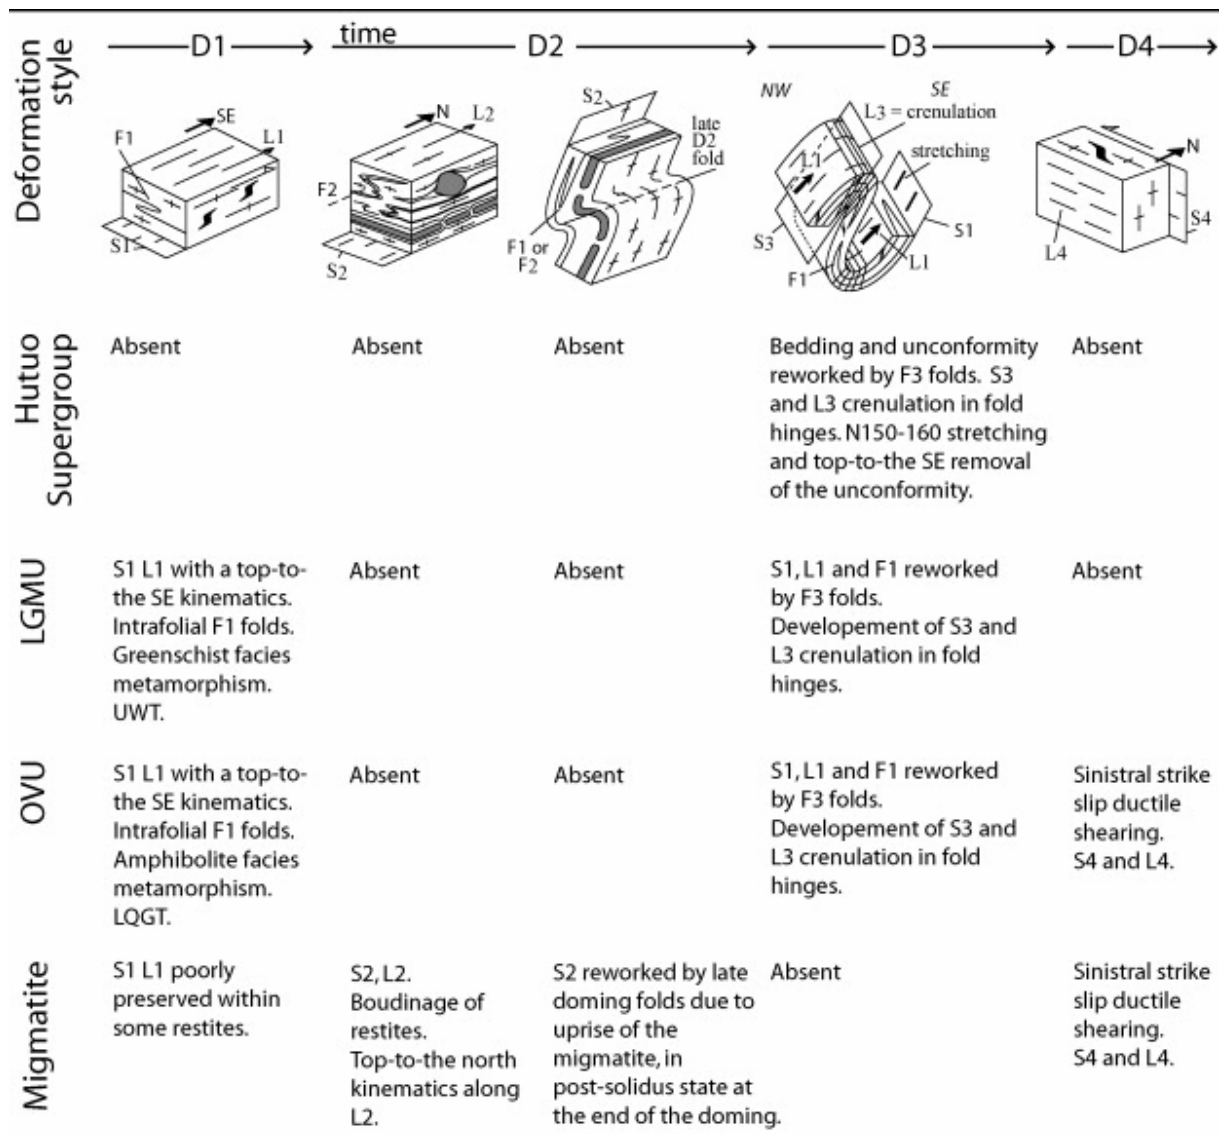 Deformation style
D1
time
D2
D3
D4
SE
F1
L1
S1
N
L2
F2
S2
S2
late
D2
fold
F1 or
F2
NW
SE
L3 = crenulation
L1
stretching
S3
S1
F1
L1
N
S4
L4
Hutuo Supergroup
Absent
Absent
Absent
Bedding and unconformity
reworked by F3 folds. S3
and L3 crenulation in fold
hinges. N150-160 stretching
and top-to-the SE removal
of the unconformity.
Absent
LGMU
S1 L1 with a top-to-
the SE kinematics.
Intrafolial F1 folds.
Greenschist facies
metamorphism.
UWT.
Absent
Absent
S1, L1 and F1 reworked
by F3 folds.
Developement of S3 and
L3 crenulation in fold
hinges.
Absent
OVU
S1 L1 with a top-to-
the SE kinematics.
Intrafolial F1 folds.
Amphibolite facies
metamorphism.
LQGT.
Absent
Absent
S1, L1 and F1 reworked
by F3 folds.
Developement of S3 and
L3 crenulation in fold
hinges.
Sinistral strike
slip ductile
shearing.
S4 and L4.
Migmatite
S1 L1 poorly
preserved within
some restites.
S2, L2.
Boudinage of
restites.
Top-to-the north
kinematics along
L2.
S2 reworked by late
doming folds due to
uprise of the
migmatite, in
post-solidus state at
the end of the doming.
Absent
Sinistral strike
slip ductile
shearing.
S4 and L4.